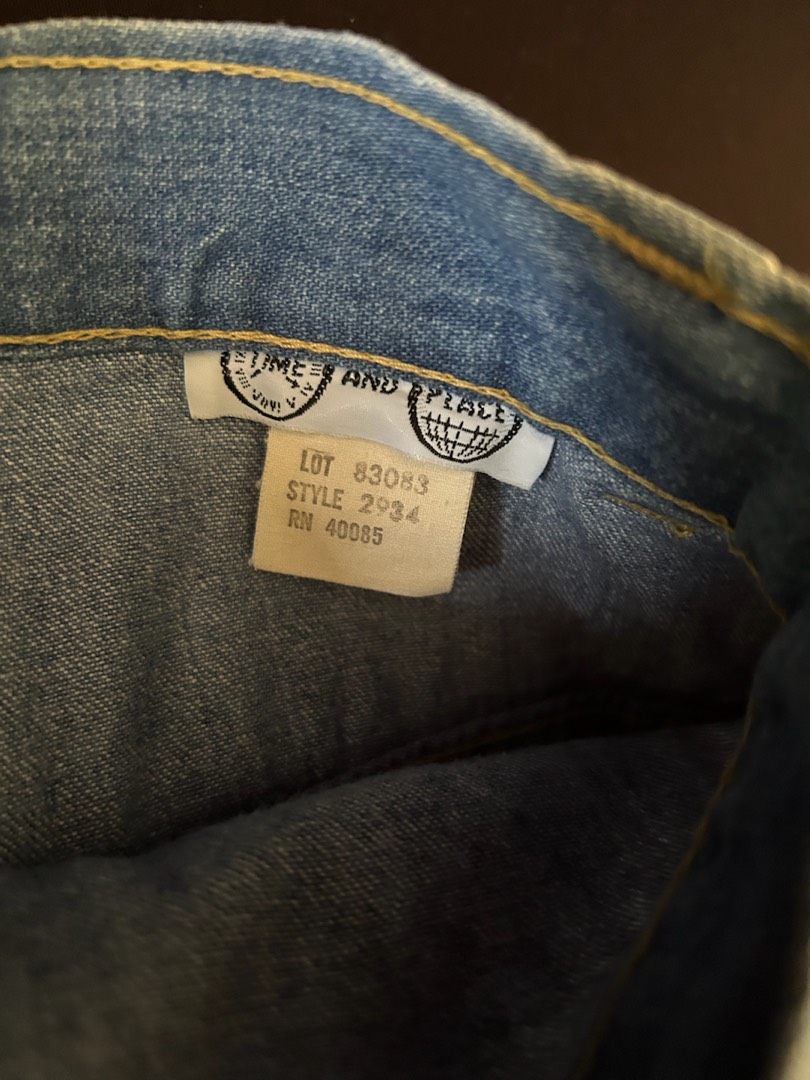 TIME AND PLACE
LOT 83083
STYLE 2934
RN 40085